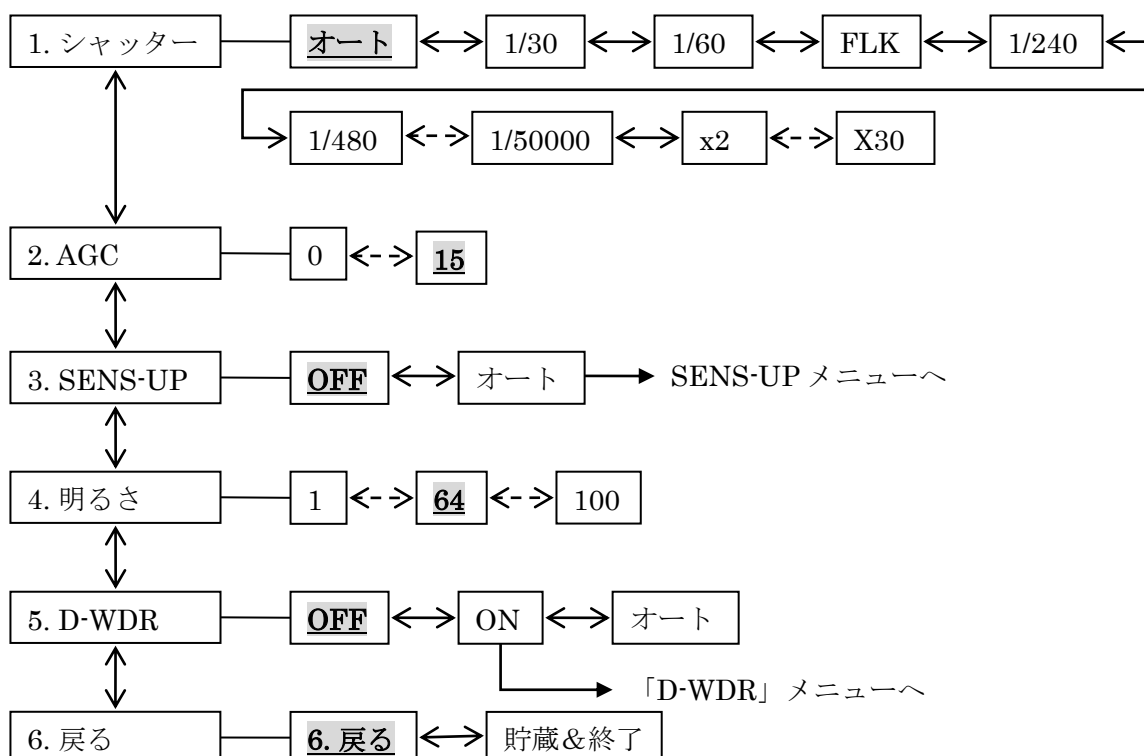 1. シャッター オート 1/30 1/60 FLK 1/240
1/480 1/50000 x2 X30
2. AGC 0 15
3. SENS-UP OFF オート SENS-UP メニューへ
4. 明るさ 1 64 100
5. D-WDR OFF ON オート
「D-WDR」メニューへ
6. 戻る 6. 戻る 貯蔵＆終了